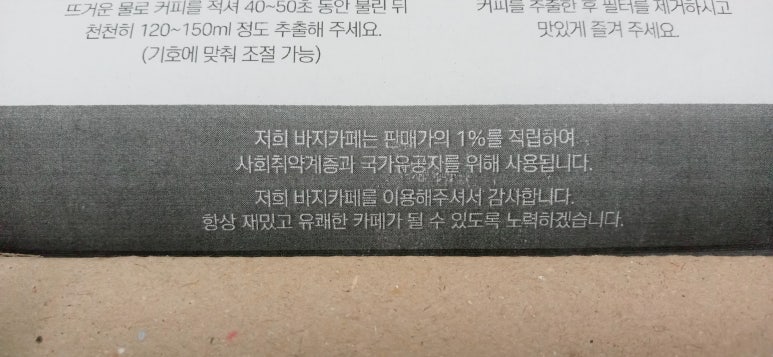 뜨거운 물로 커피를 적셔 40~50초 동안 불린 뒤
천천히 120~150ml 정도 추출해 주세요.
(기호에 맞춰 조절 가능)
커피를 추출한 후 필터를 제거하시고
맛있게 즐겨 주세요.
저희 바지카페는 판매가의 1%를 적립하여
사회취약계층과 국가유공자를 위해 사용됩니다.
저희 바지카페를 이용해주셔서 감사합니다.
항상 재밌고 유쾌한 카페가 될 수 있도록 노력하겠습니다.